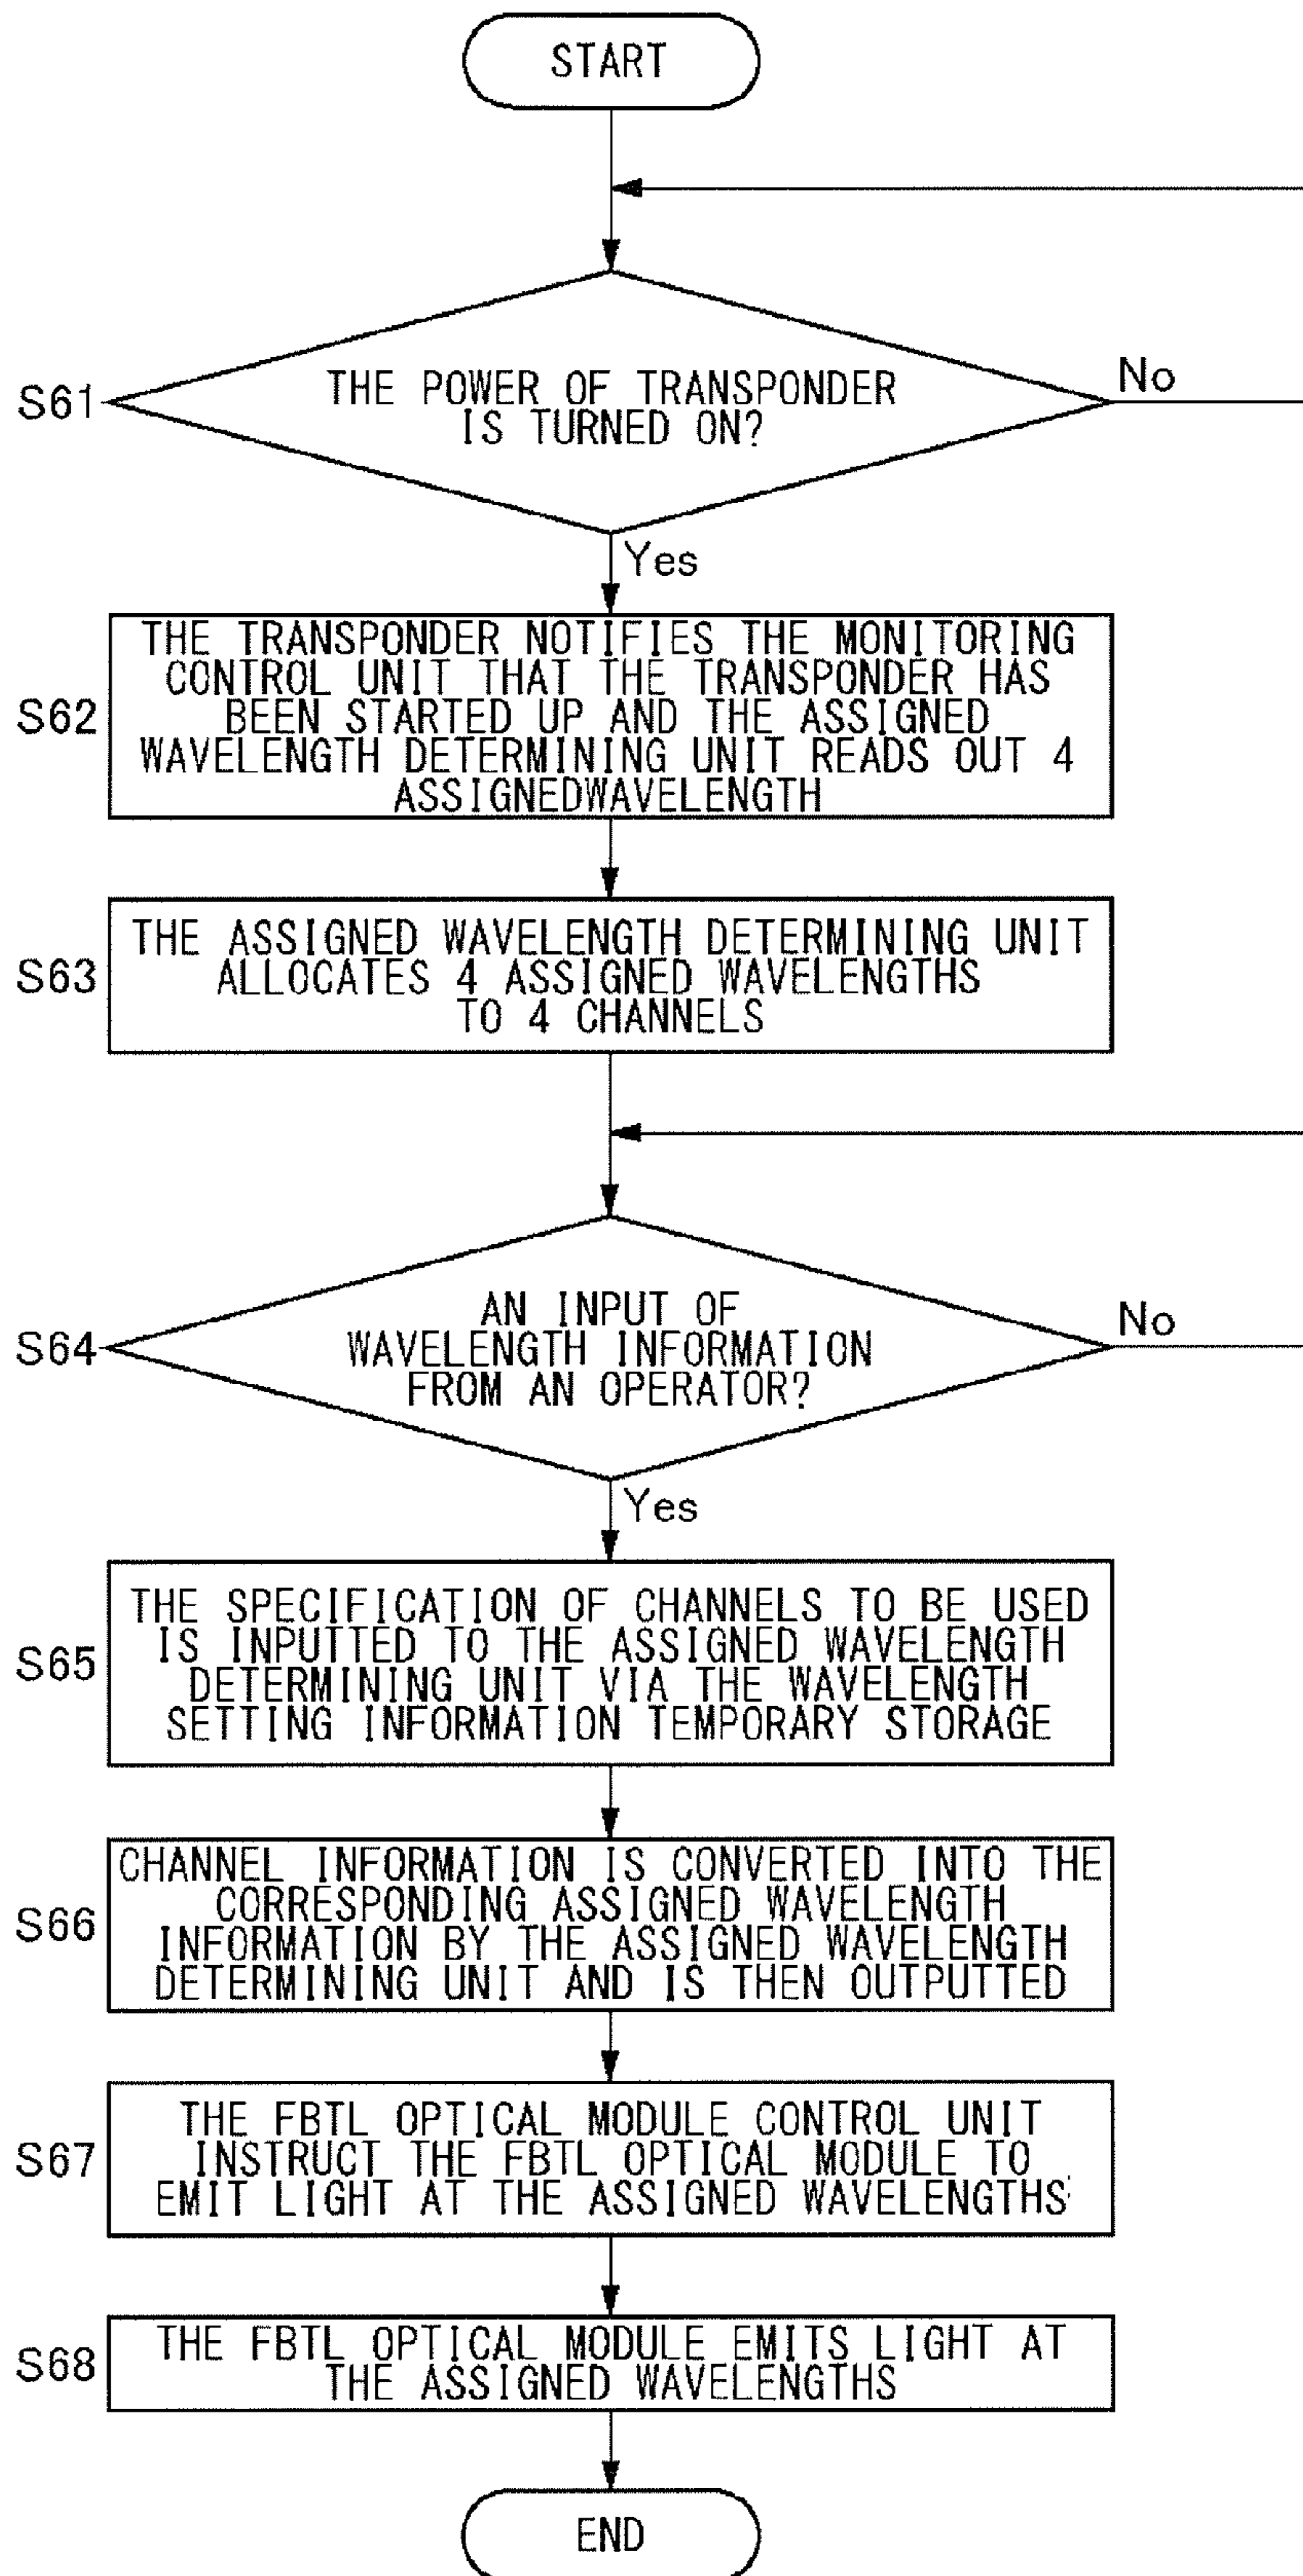 START
S61
THE POWER OF TRANSPONDER
IS TURNED ON?
No
Yes
S62
THE TRANSPONDER NOTIFIES THE MONITORING
CONTROL UNIT THAT THE TRANSPONDER HAS
BEEN STARTED UP AND THE ASSIGNED
WAVELENGTH DETERMINING UNIT READS OUT 4
ASSIGNEDWAVELENGTH
S63
THE ASSIGNED WAVELENGTH DETERMINING UNIT
ALLOCATES 4 ASSIGNED WAVELENGTHS
TO 4 CHANNELS
S64
AN INPUT OF
WAVELENGTH INFORMATION
FROM AN OPERATOR?
No
Yes
S65
THE SPECIFICATION OF CHANNELS TO BE USED
IS INPUTTED TO THE ASSIGNED WAVELENGTH
DETERMINING UNIT VIA THE WAVELENGTH
SETTING INFORMATION TEMPORARY STORAGE
S66
CHANNEL INFORMATION IS CONVERTED INTO THE
CORRESPONDING ASSIGNED WAVELENGTH
INFORMATION BY THE ASSIGNED WAVELENGTH
DETERMINING UNIT AND IS THEN OUTPUTTED
S67
THE FBTL OPTICAL MODULE CONTROL UNIT
INSTRUCT THE FBTL OPTICAL MODULE TO
EMIT LIGHT AT THE ASSIGNED WAVELENGTHS
S68
THE FBTL OPTICAL MODULE EMITS LIGHT AT
THE ASSIGNED WAVELENGTHS
END